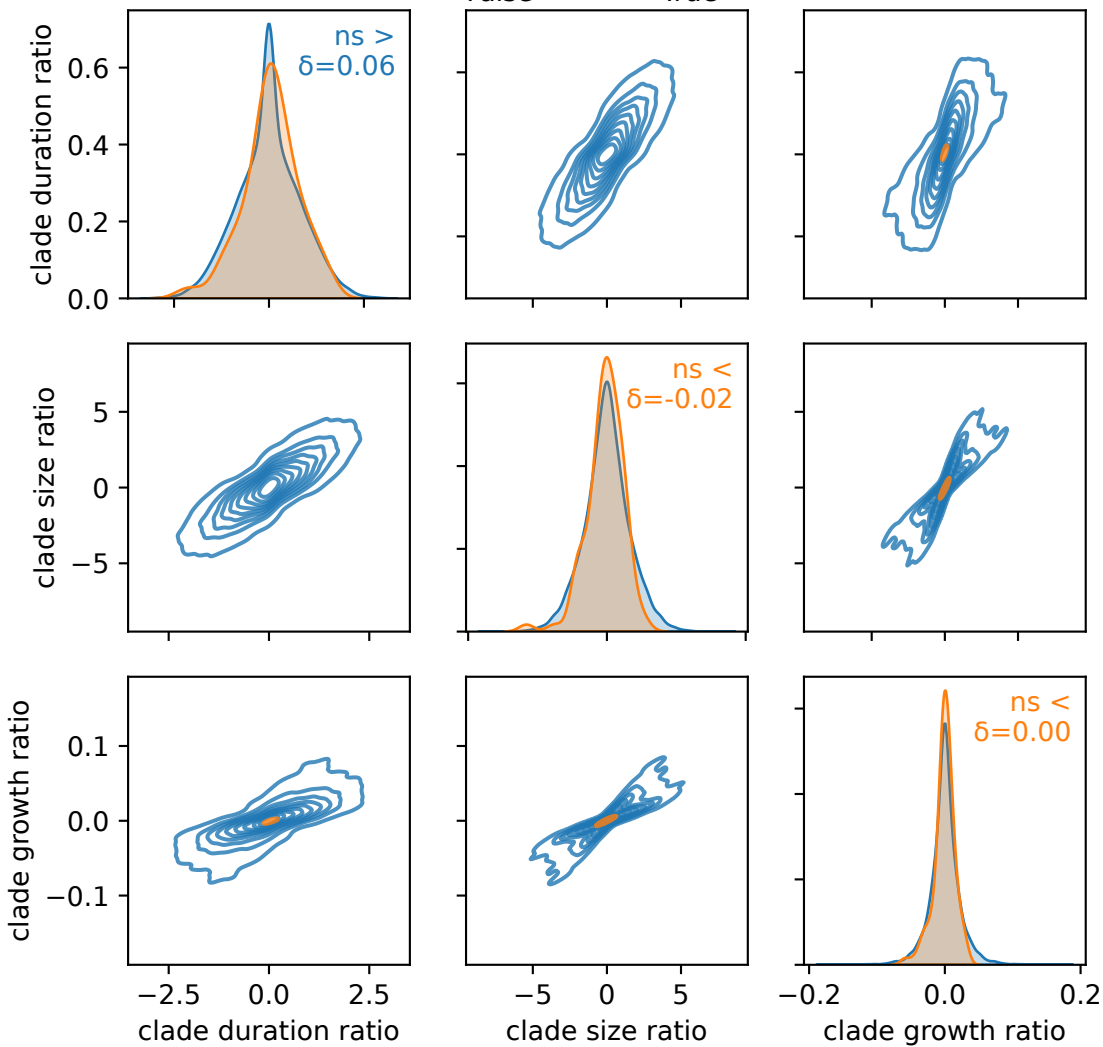 ns >
δ=0.06
clade duration ratio
0.6
0.4
0.2
0.0
ns <
δ=-0.02
clade size ratio
5
0
−5
ns <
δ=0.00
clade growth ratio
0.1
0.0
−0.1
−2.5 0.0 2.5
−5 0 5
−0.2 0.0 0.2
clade duration ratio
clade size ratio
clade growth ratio